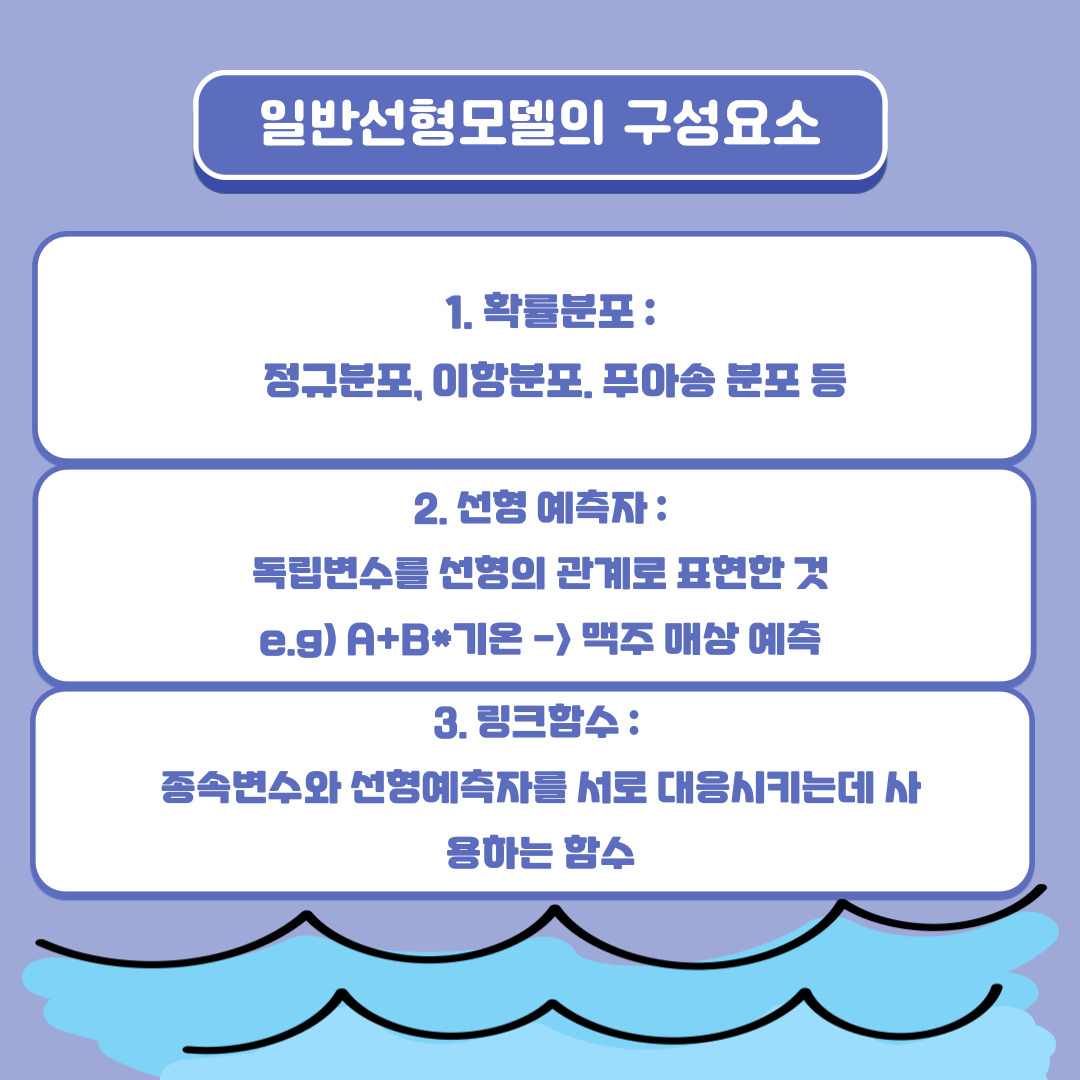 일반선형모델의 구성요소
1. 확률분포 :
정규분포, 이항분포. 푸아송 분포 등
2. 선형 예측자 :
독립변수를 선형의 관계로 표현한 것
e.g) A+B*기온 -> 맥주 매상 예측
3. 링크함수 :
종속변수와 선형예측자를 서로 대응시키는데 사
용하는 함수